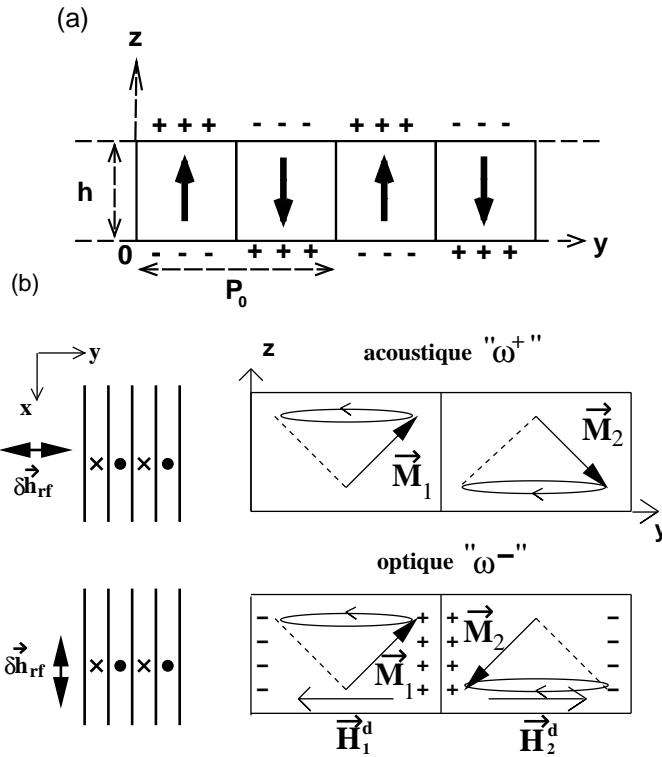 (a)
z
+ + + - - - + + + - - -
h
0 - - - + + + - - - + + + y
P₀
(b)
y
x
δh⃗rf
× • × •
z
acoustique "ω⁺"
M⃗₁
M⃗₂
y
optique "ω⁻"
δh⃗rf
× • × •
- + + -
- + + -
- + + -
- + + -
M⃗₁
M⃗₂
H⃗₁ᵈ H⃗₂ᵈ